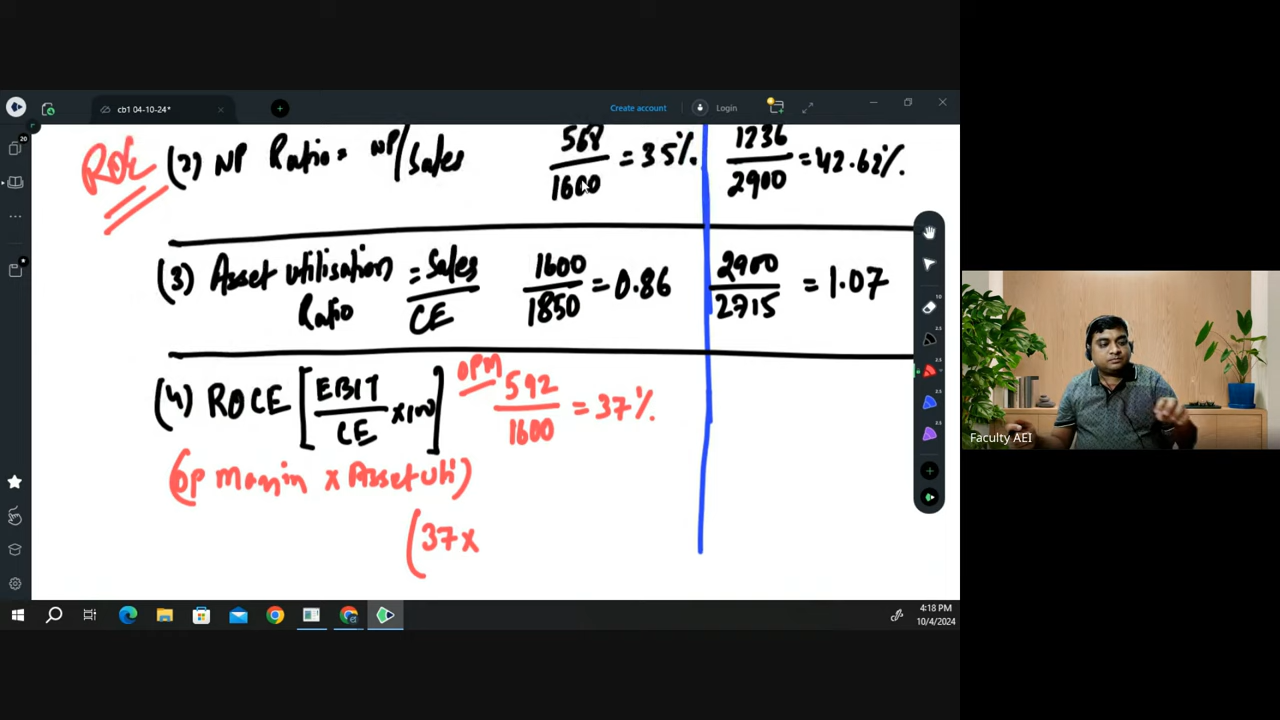 Create account
Login
cb1 04-10-24*
ROE (2) NP Ratio = NP/Sales 568/1600 = 35%. 1236/2900 = 42.62%.
(3) Asset utilisation Ratio = Sales/CE 1600/1850 = 0.86 2900/2715 = 1.07
(4) ROCE [EBIT/CE × 100] OPM 592/1600 = 37%.
(op Margin × Asset Uti)
(37 ×
Faculty AEI
4:18 PM
10/4/2024